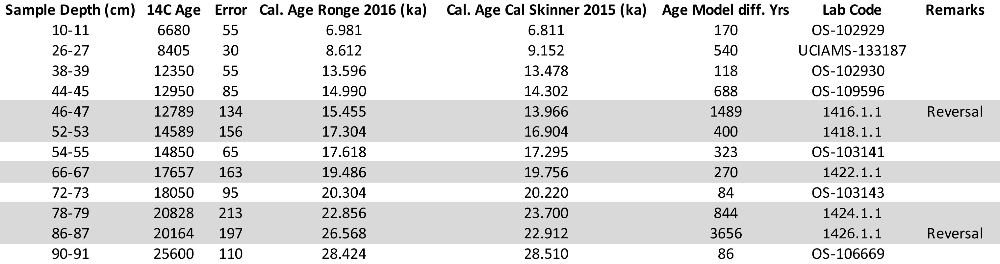 Sample Depth (cm) 14C Age Error Cal. Age Ronge 2016 (ka) Cal. Age Cal Skinner 2015 (ka) Age Model diff. Yrs Lab Code Remarks
10-11 6680 55 6.981 6.811 170 OS-102929
26-27 8405 30 8.612 9.152 540 UCIAMS-133187
38-39 12350 55 13.596 13.478 118 OS-102930
44-45 12950 85 14.990 14.302 688 OS-109596
46-47 12789 134 15.455 13.966 1489 1416.1.1 Reversal
52-53 14589 156 17.304 16.904 400 1418.1.1
54-55 14850 65 17.618 17.295 323 OS-103141
66-67 17657 163 19.486 19.756 270 1422.1.1
72-73 18050 95 20.304 20.220 84 OS-103143
78-79 20828 213 22.856 23.700 844 1424.1.1
86-87 20164 197 26.568 22.912 3656 1426.1.1 Reversal
90-91 25600 110 28.424 28.510 86 OS-106669